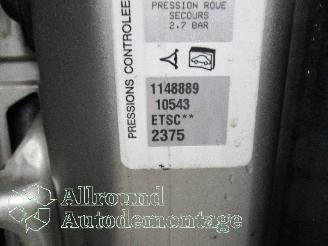 PRESSION ROUE
SECOURS
2.7 BAR
PRESSIONS CONTROLEE
1148889
10543
ETSC**
2375
Allround
Autodemontage